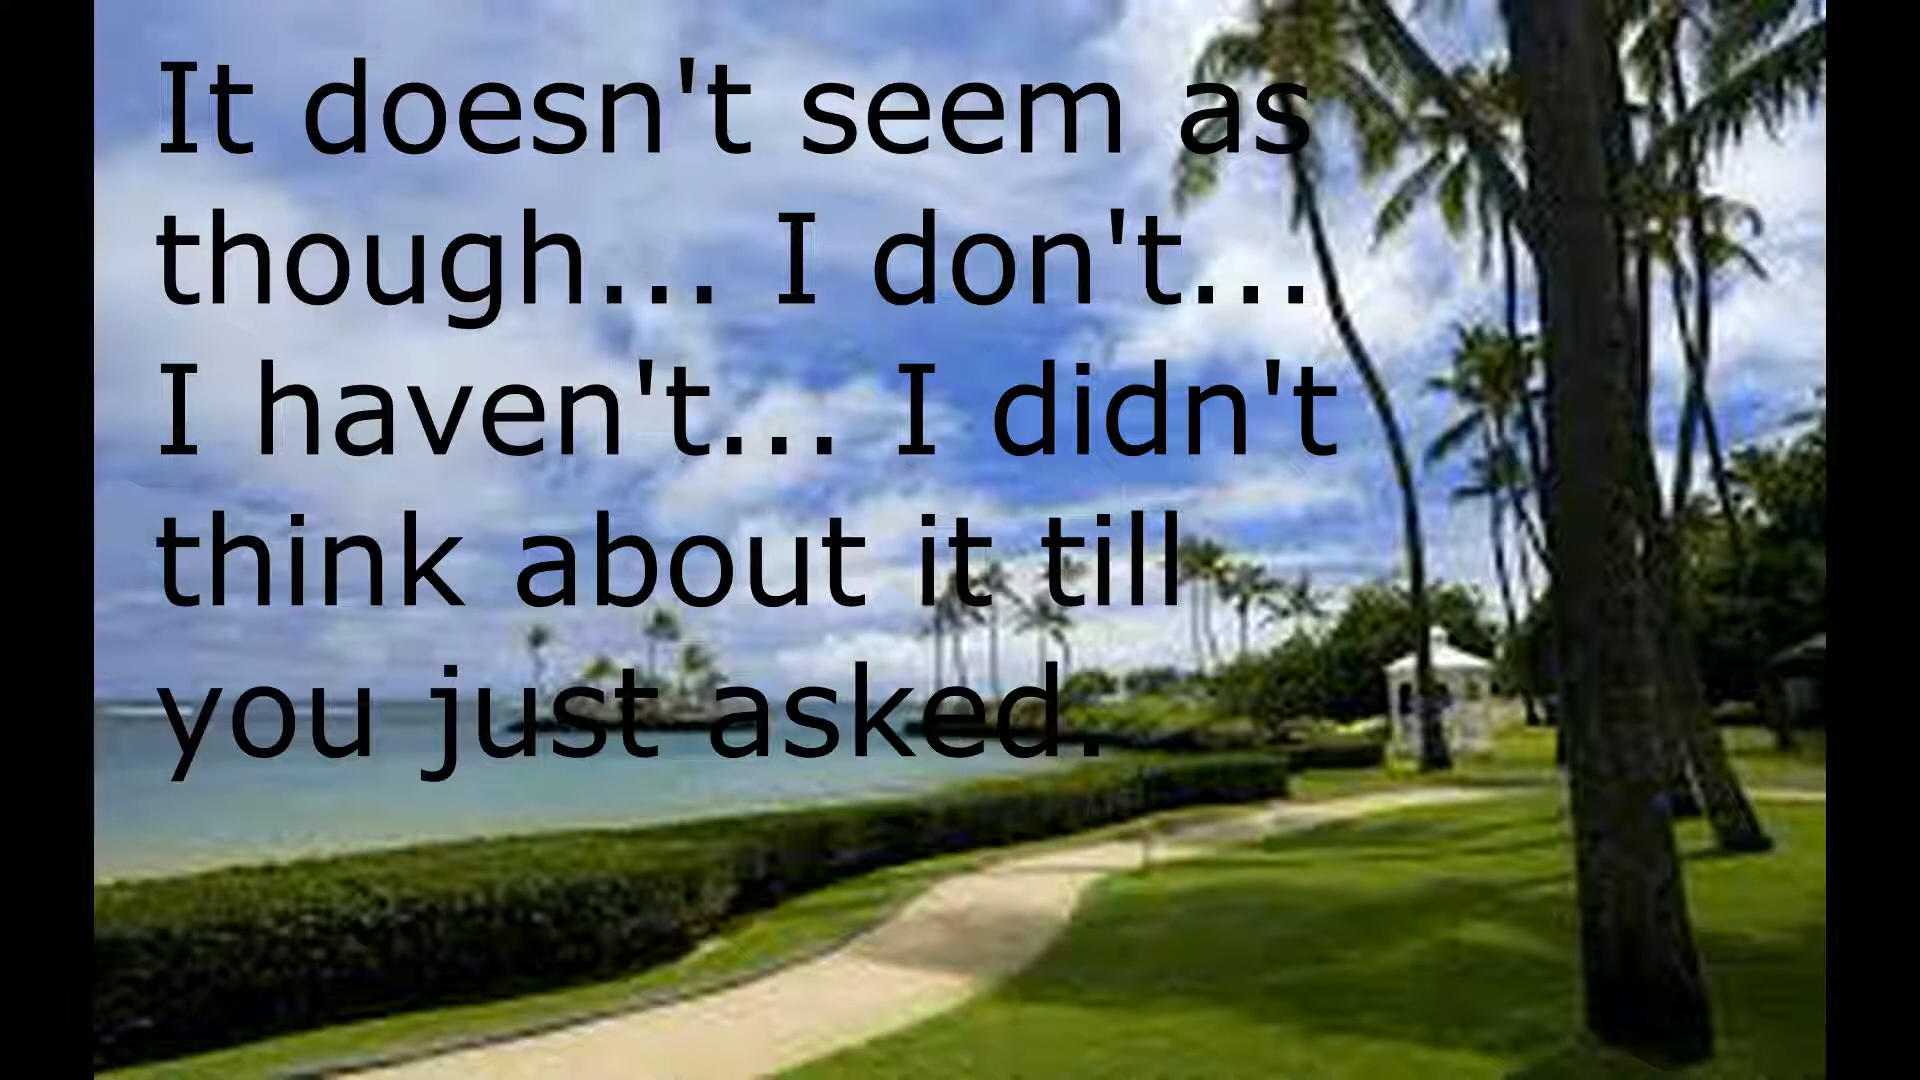 It doesn't seem as
though... I don't...
I haven't... I didn't
think about it till
you just asked.